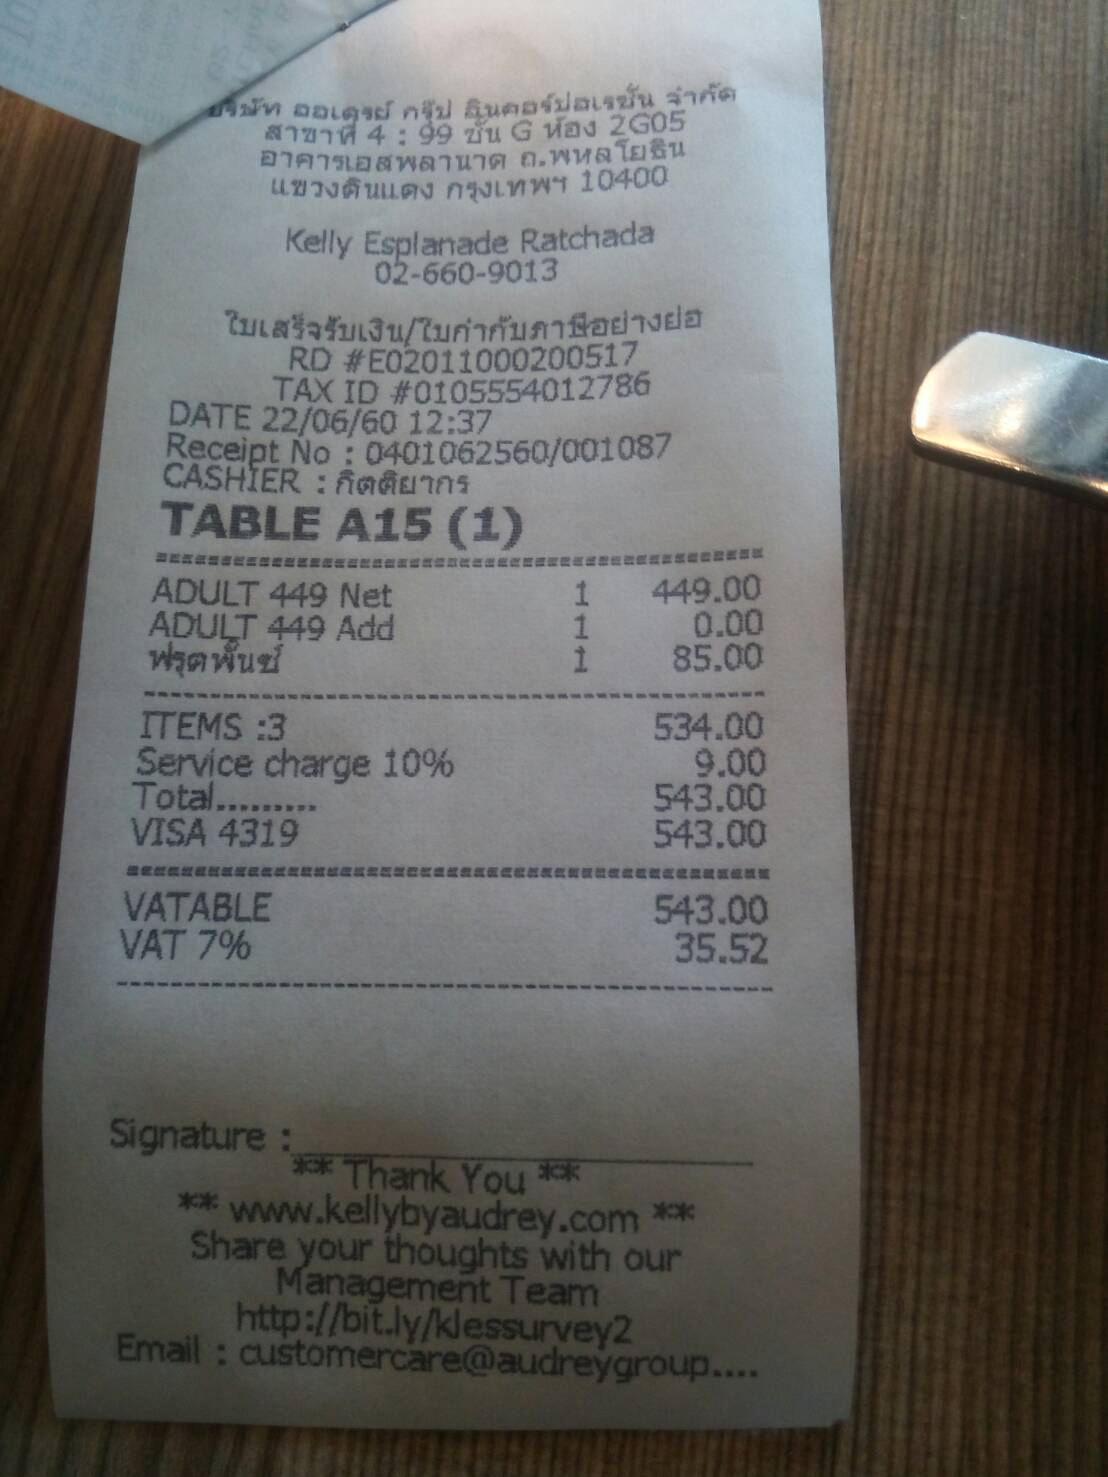 บริษัท ออเดรย์ กรุ๊ป อินคอร์ปอเรชั่น จำกัด
สาขาที่ 4 : 99 ชั้น G ห้อง 2G05
อาคารเอสพลานาด ถ.พหลโยธิน
แขวงดินแดง กรุงเทพฯ 10400
Kelly Esplanade Ratchada
02-660-9013
ใบเสร็จรับเงิน/ใบกำกับภาษีอย่างย่อ
RD #E02011000200517
TAX ID #0105554012786
DATE 22/06/60 12:37
Receipt No : 0401062560/001087
CASHIER : กิตติยากร
TABLE A15 (1)
ADULT 449 Net 1 449.00
ADULT 449 Add 1 0.00
ฟรุตพั้นช์ 1 85.00
ITEMS :3 534.00
Service charge 10% 9.00
Total......... 543.00
VISA 4319 543.00
VATABLE 543.00
VAT 7% 35.52
Signature :
** Thank You **
** www.kellybyaudrey.com **
Share your thoughts with our
Management Team
http://bit.ly/klessurvey2
Email : customercare@audreygroup....